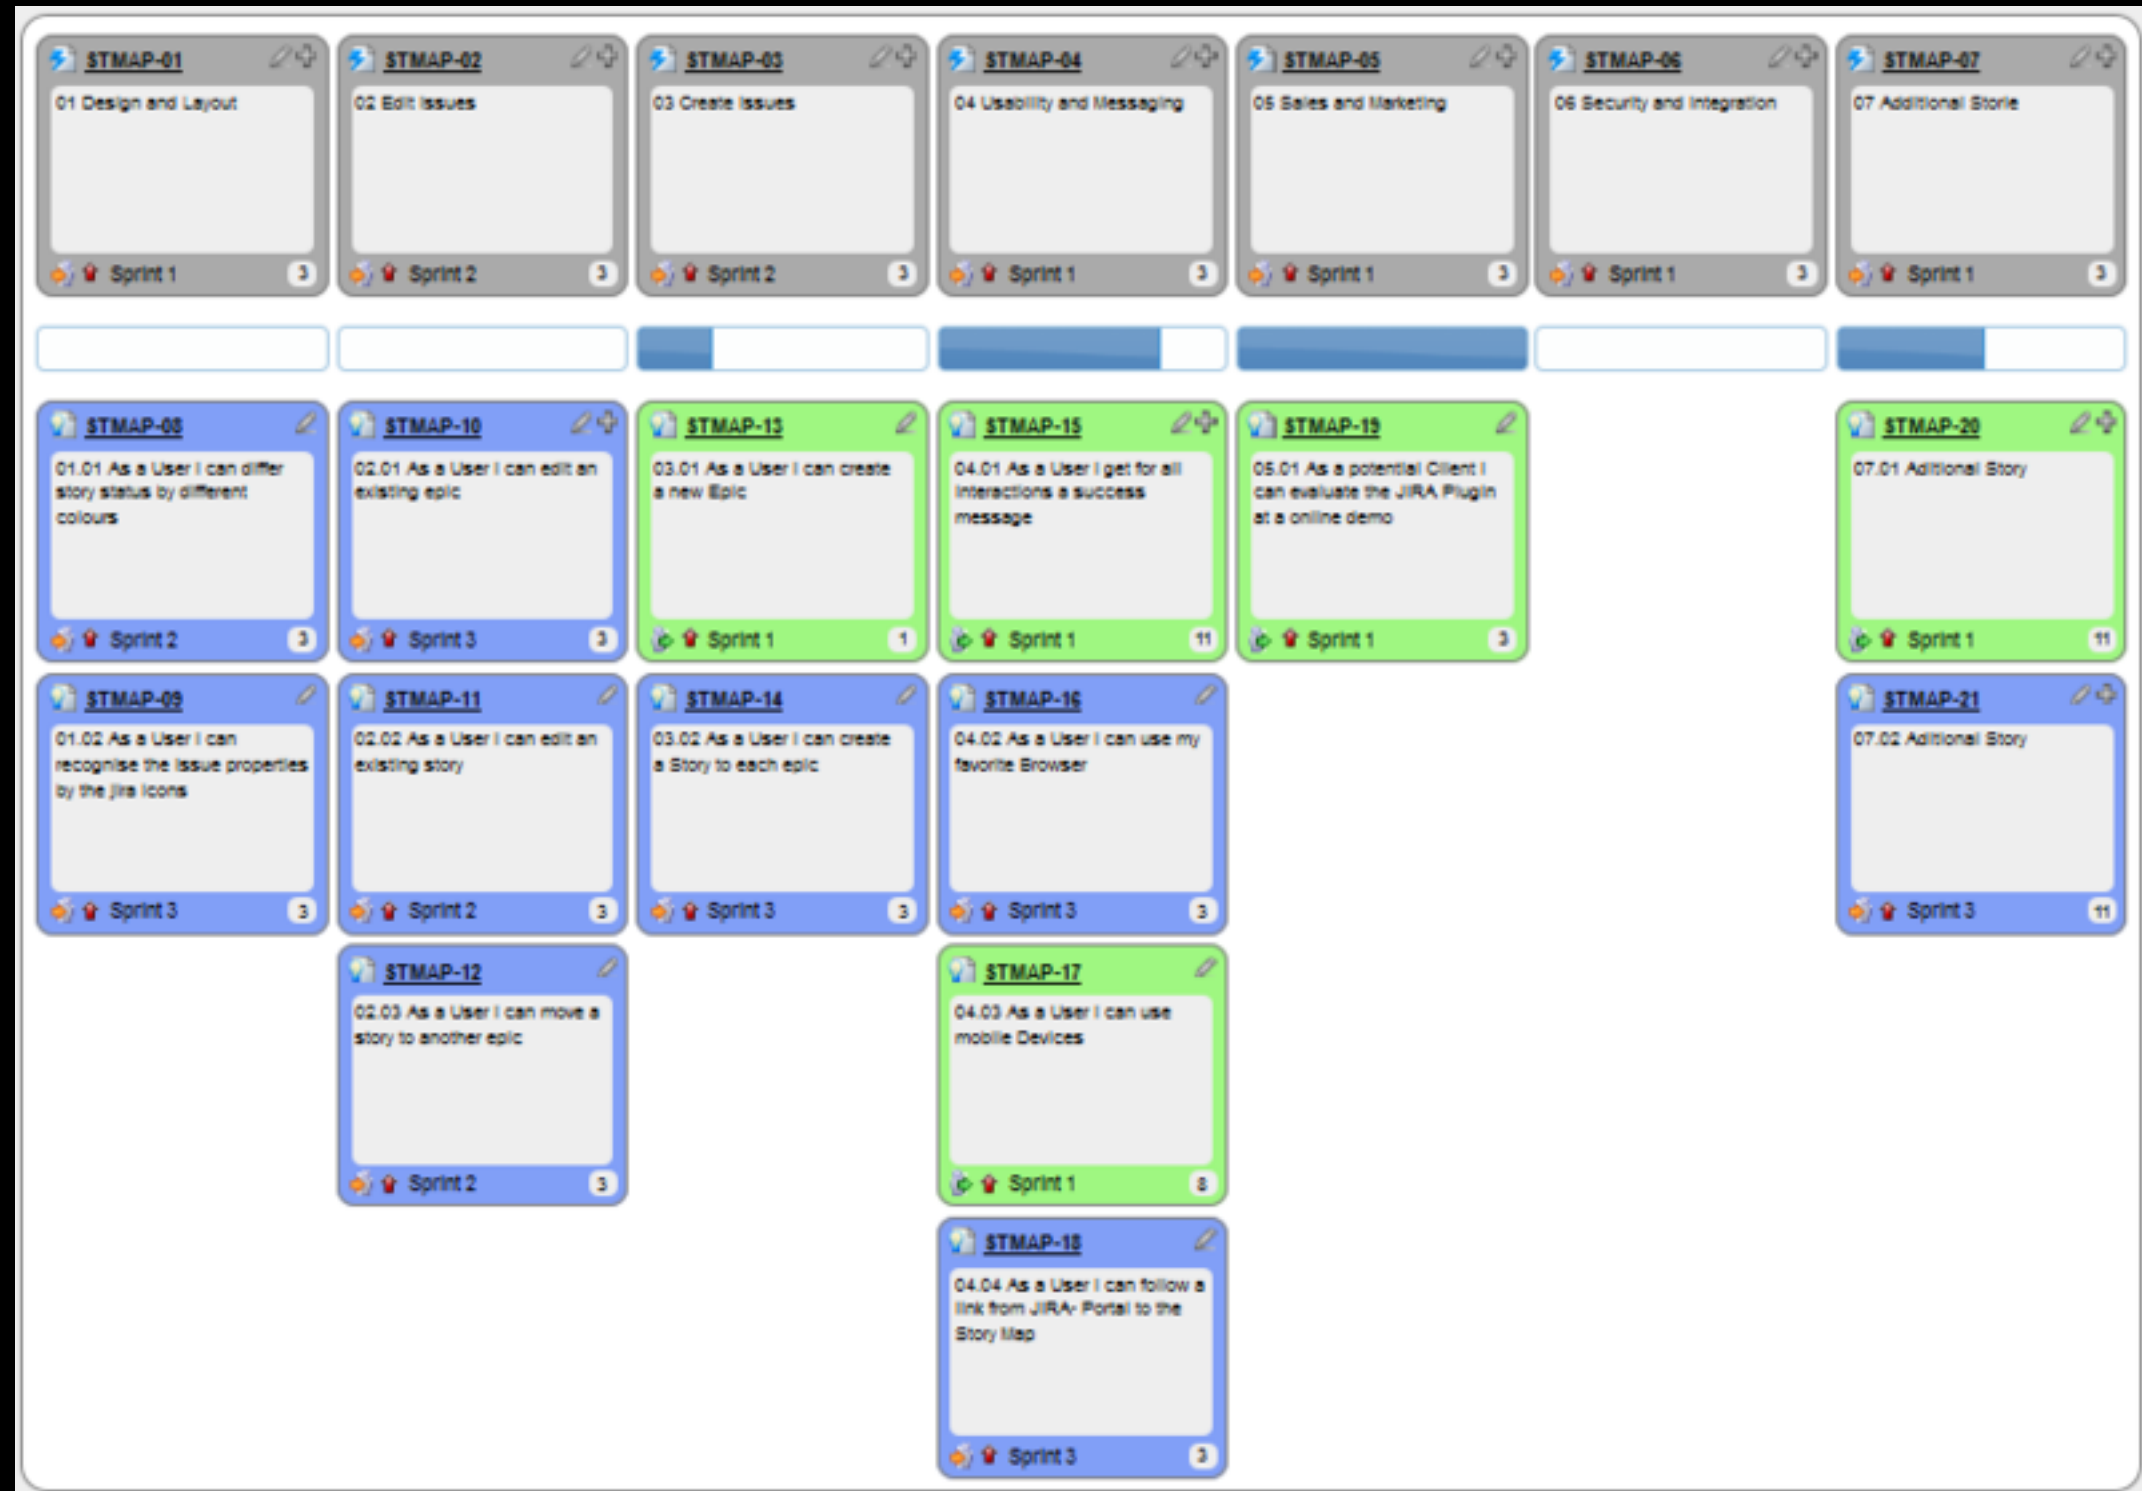 STMAP-01
01 Design and Layout
Sprint 1
3
STMAP-02
02 Edit Issues
Sprint 2
3
STMAP-03
03 Create Issues
Sprint 2
3
STMAP-04
04 Usability and Messaging
Sprint 1
3
STMAP-05
05 Sales and Marketing
Sprint 1
3
STMAP-06
06 Security and Integration
Sprint 1
3
STMAP-07
07 Additional Storie
Sprint 1
3
STMAP-08
01.01 As a User I can differ
story status by different
colours
Sprint 2
3
STMAP-10
02.01 As a User I can edit an
existing epic
Sprint 3
3
STMAP-13
03.01 As a User I can create
a new Epic
Sprint 1
1
STMAP-15
04.01 As a User I get for all
Interactions a success
message
Sprint 1
11
STMAP-19
05.01 As a potential Client I
can evaluate the JIRA Plugin
at a online demo
Sprint 1
3
STMAP-20
07.01 Aditional Story
Sprint 1
11
STMAP-09
01.02 As a User I can
recognise the Issue properties
by the Jira Icons
Sprint 3
3
STMAP-11
02.02 As a User I can edit an
existing story
Sprint 2
3
STMAP-14
03.02 As a User I can create
a Story to each epic
Sprint 3
3
STMAP-16
04.02 As a User I can use my
favorite Browser
Sprint 3
3
STMAP-21
07.02 Aditional Story
Sprint 3
11
STMAP-12
02.03 As a User I can move a
story to another epic
Sprint 2
3
STMAP-17
04.03 As a User I can use
mobile Devices
Sprint 1
8
STMAP-18
04.04 As a User I can follow a
link from JIRA- Portal to the
Story Map
Sprint 3
3